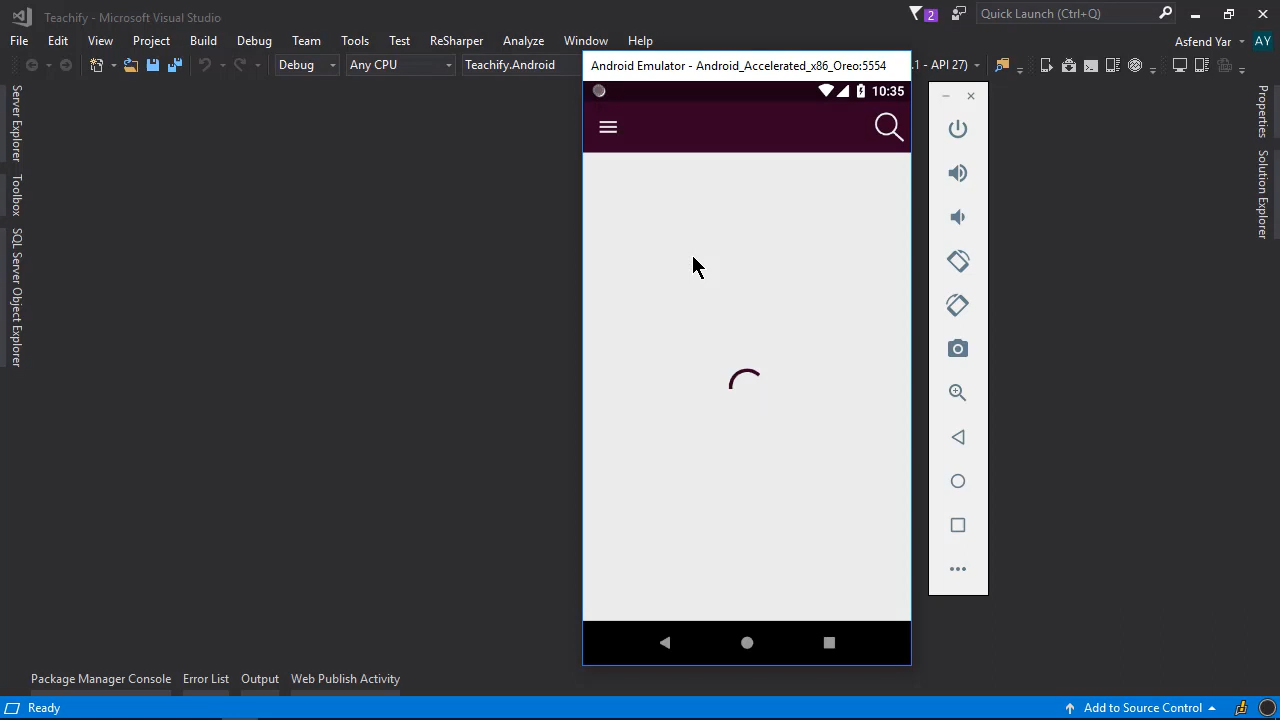 Teachify - Microsoft Visual Studio
2
Quick Launch (Ctrl+Q)
File Edit View Project Build Debug Team Tools Test ReSharper Analyze Window Help
Asfend Yar AY
Debug Any CPU Teachify.Android .1 - API 27)
Android Emulator - Android_Accelerated_x86_Oreo:5554
10:35
Server Explorer
Toolbox
SQL Server Object Explorer
Properties
Solution Explorer
Package Manager Console Error List Output Web Publish Activity
Ready
Add to Source Control